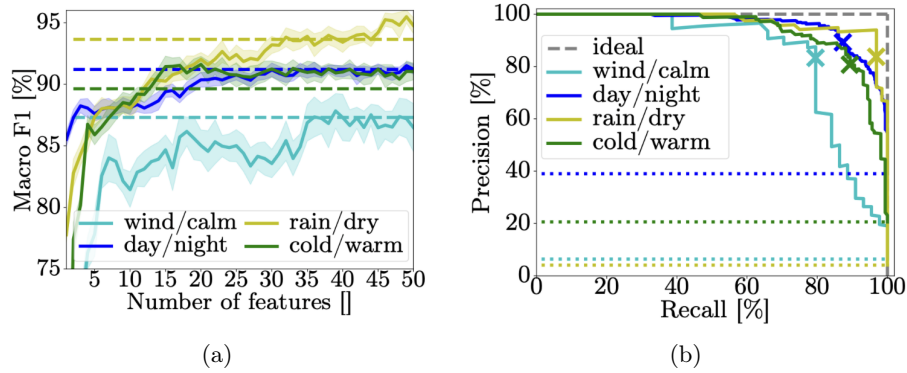 95
90
85
80
75
Macro F1 [%]
wind/calm
day/night
rain/dry
cold/warm
5 10 15 20 25 30 35 40 45 50
Number of features []
(a)
100
80
60
40
20
0
Precision [%]
ideal
wind/calm
day/night
rain/dry
cold/warm
0 20 40 60 80 100
Recall [%]
(b)